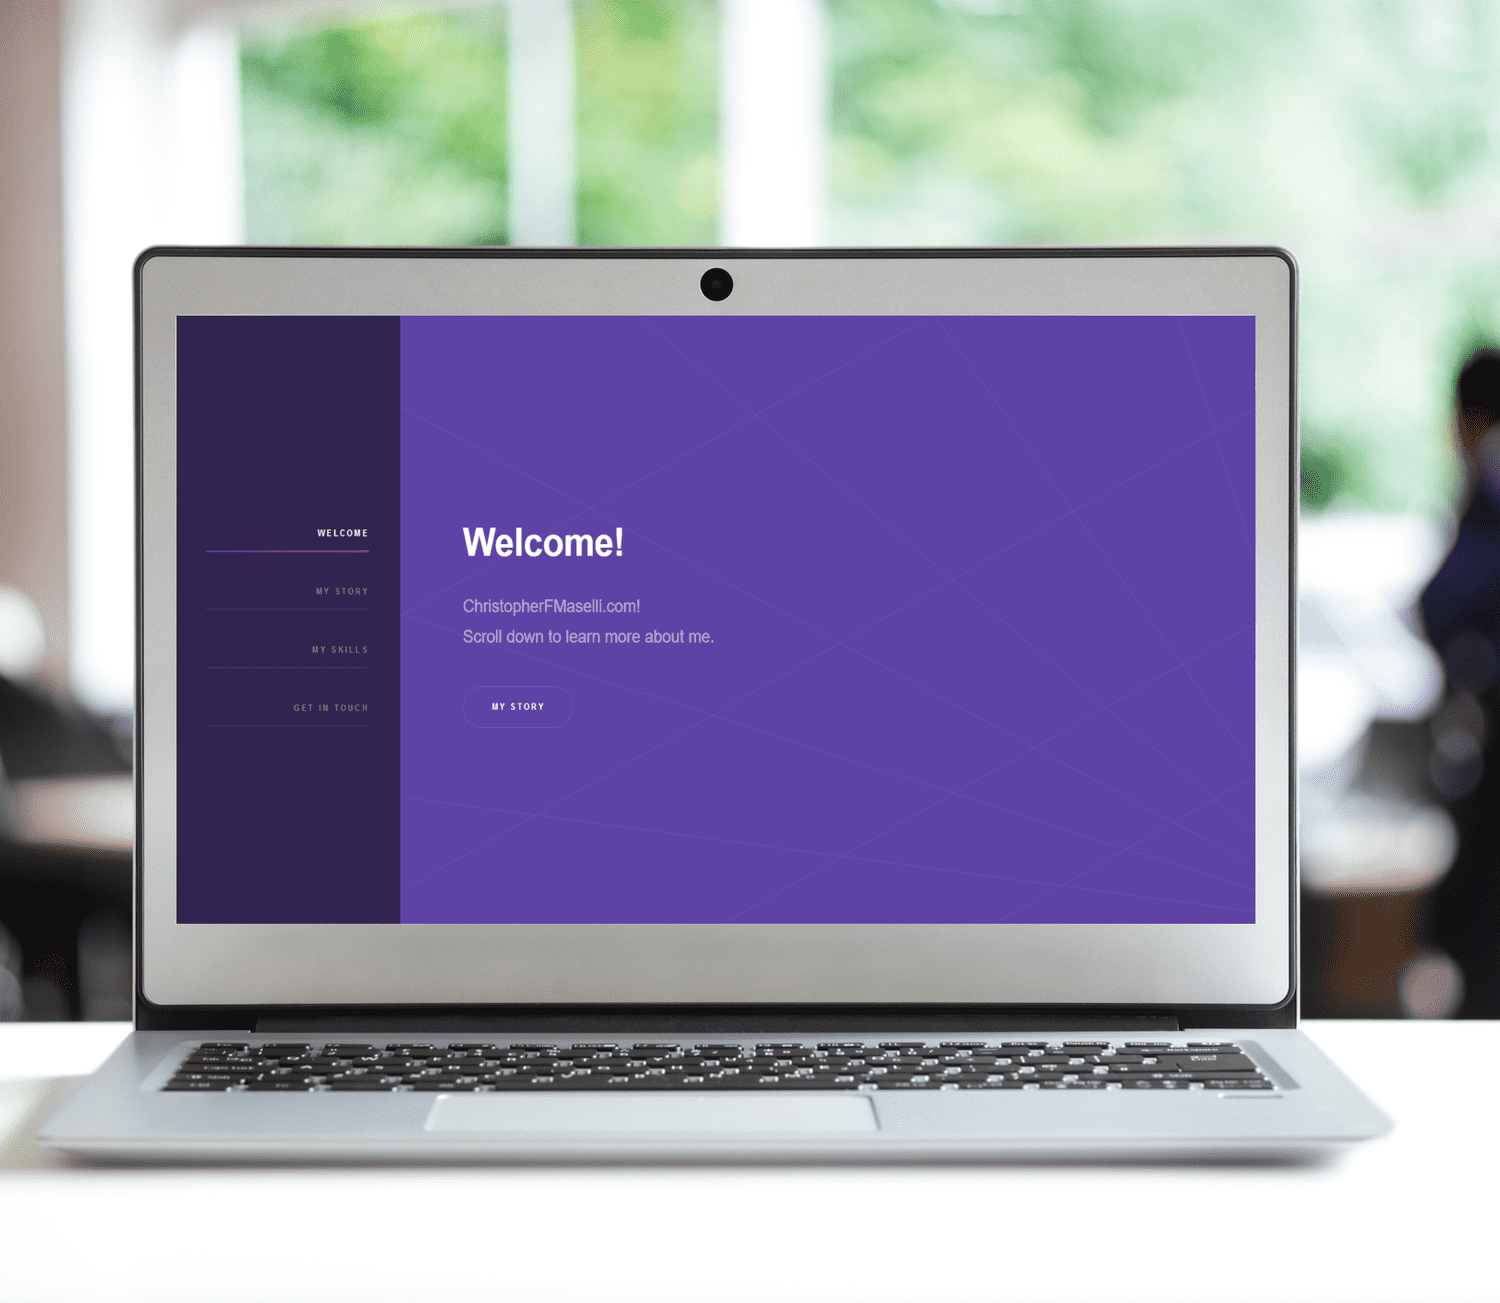 WELCOME
MY STORY
MY SKILLS
GET IN TOUCH
Welcome!
ChristopherFMaselli.com!
Scroll down to learn more about me.
MY STORY